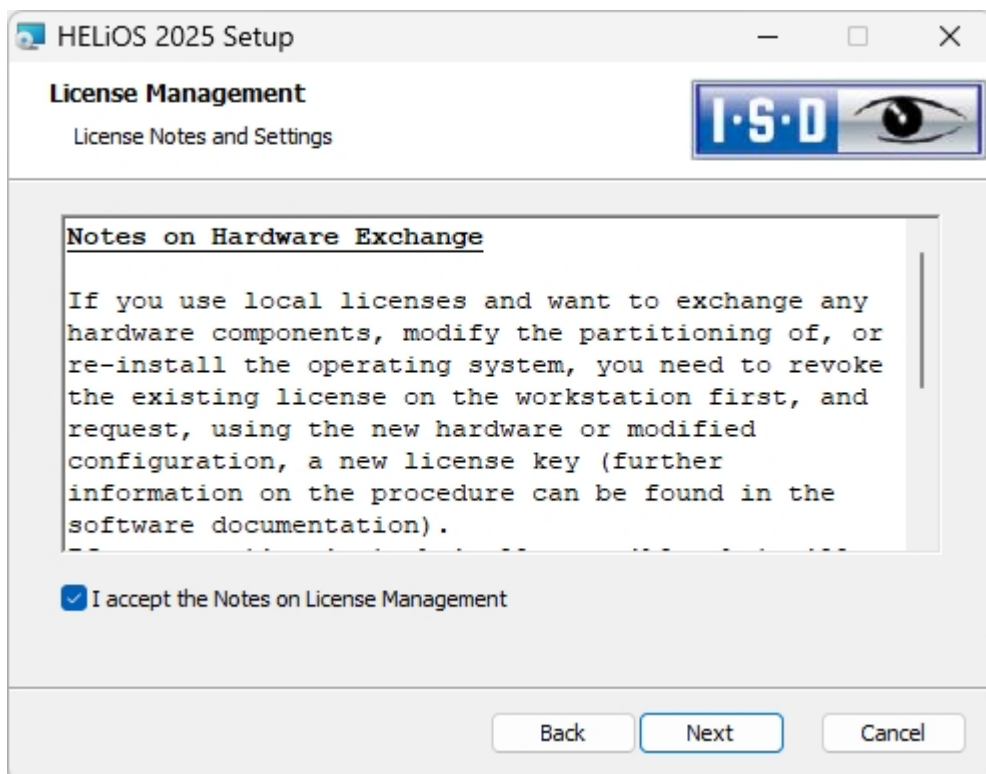 HELiOS 2025 Setup
License Management
License Notes and Settings
I·S·D
Notes on Hardware Exchange
If you use local licenses and want to exchange any
hardware components, modify the partitioning of, or
re-install the operating system, you need to revoke
the existing license on the workstation first, and
request, using the new hardware or modified
configuration, a new license key (further
information on the procedure can be found in the
software documentation).
I accept the Notes on License Management
Back
Next
Cancel